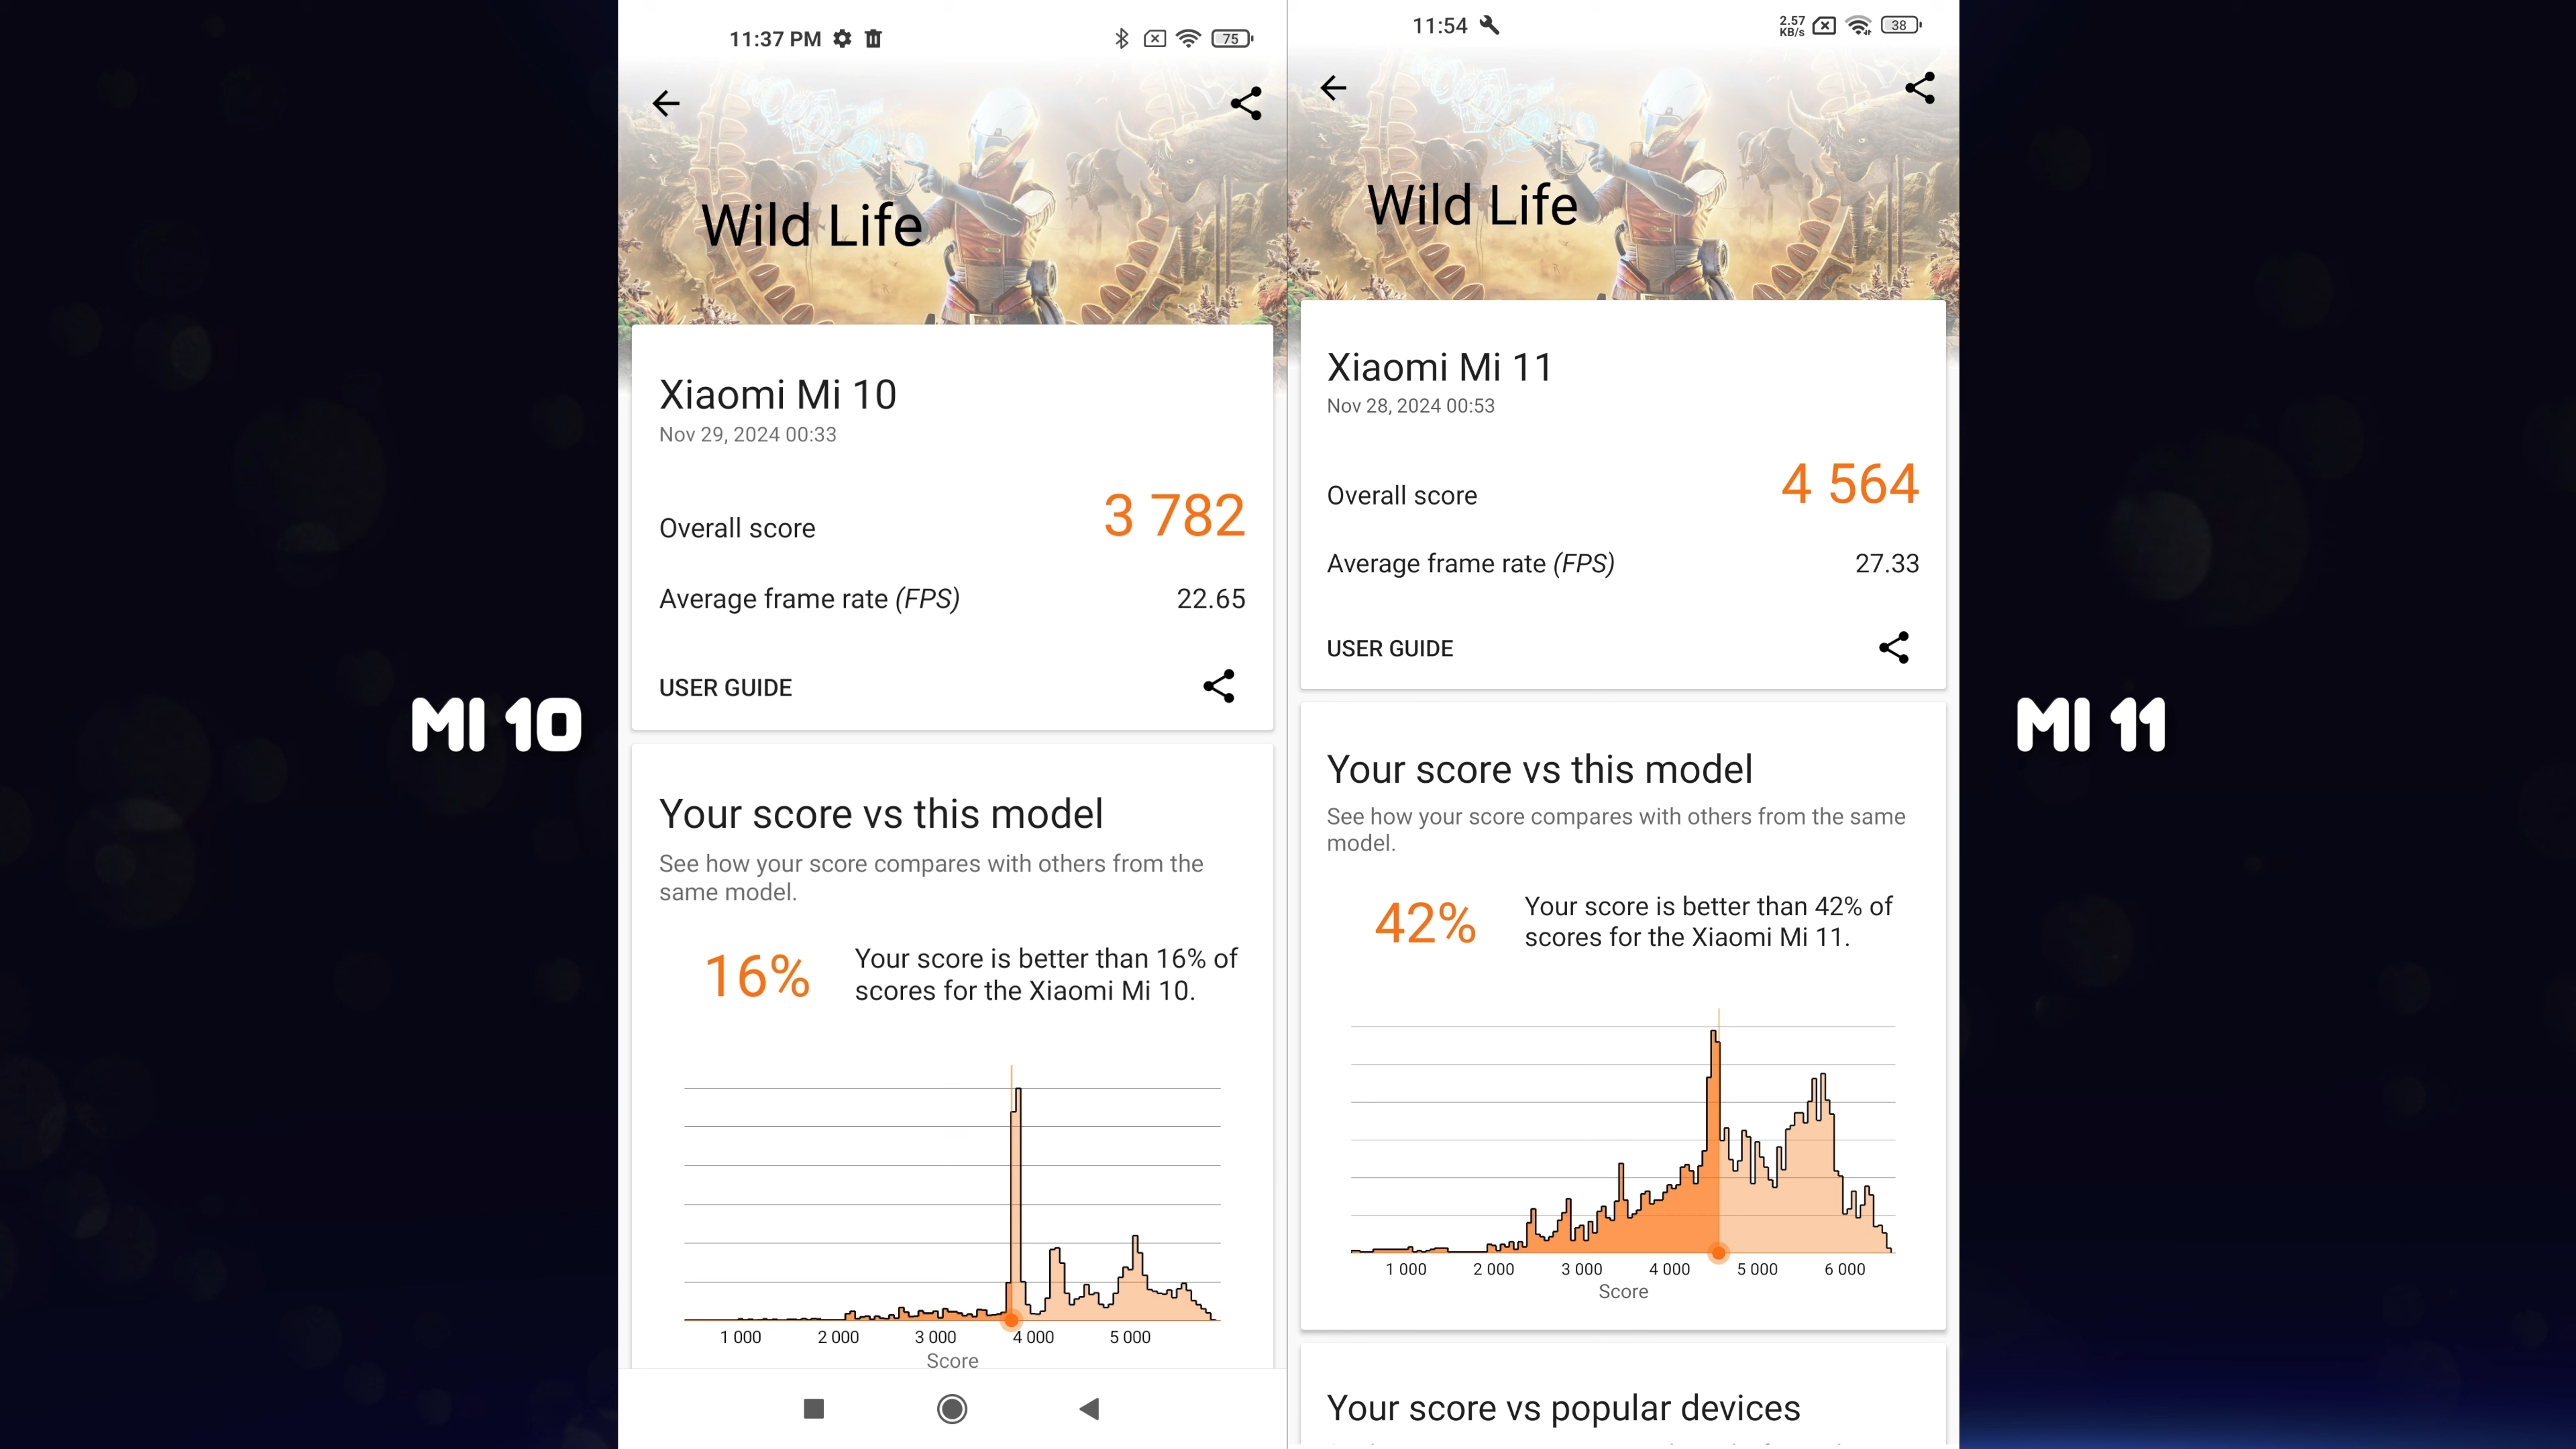 MI 10
11:37 PM
75
Wild Life
Xiaomi Mi 10
Nov 29, 2024 00:33
Overall score
3 782
Average frame rate (FPS)
22.65
USER GUIDE
Your score vs this model
See how your score compares with others from the
same model.
16%
Your score is better than 16% of
scores for the Xiaomi Mi 10.
1 000 2 000 3 000 4 000 5 000
Score
11:54
2.57
KB/s
38
Wild Life
Xiaomi Mi 11
Nov 28, 2024 00:53
Overall score
4 564
Average frame rate (FPS)
27.33
USER GUIDE
Your score vs this model
See how your score compares with others from the same
model.
42%
Your score is better than 42% of
scores for the Xiaomi Mi 11.
1 000 2 000 3 000 4 000 5 000 6 000
Score
Your score vs popular devices
MI 11